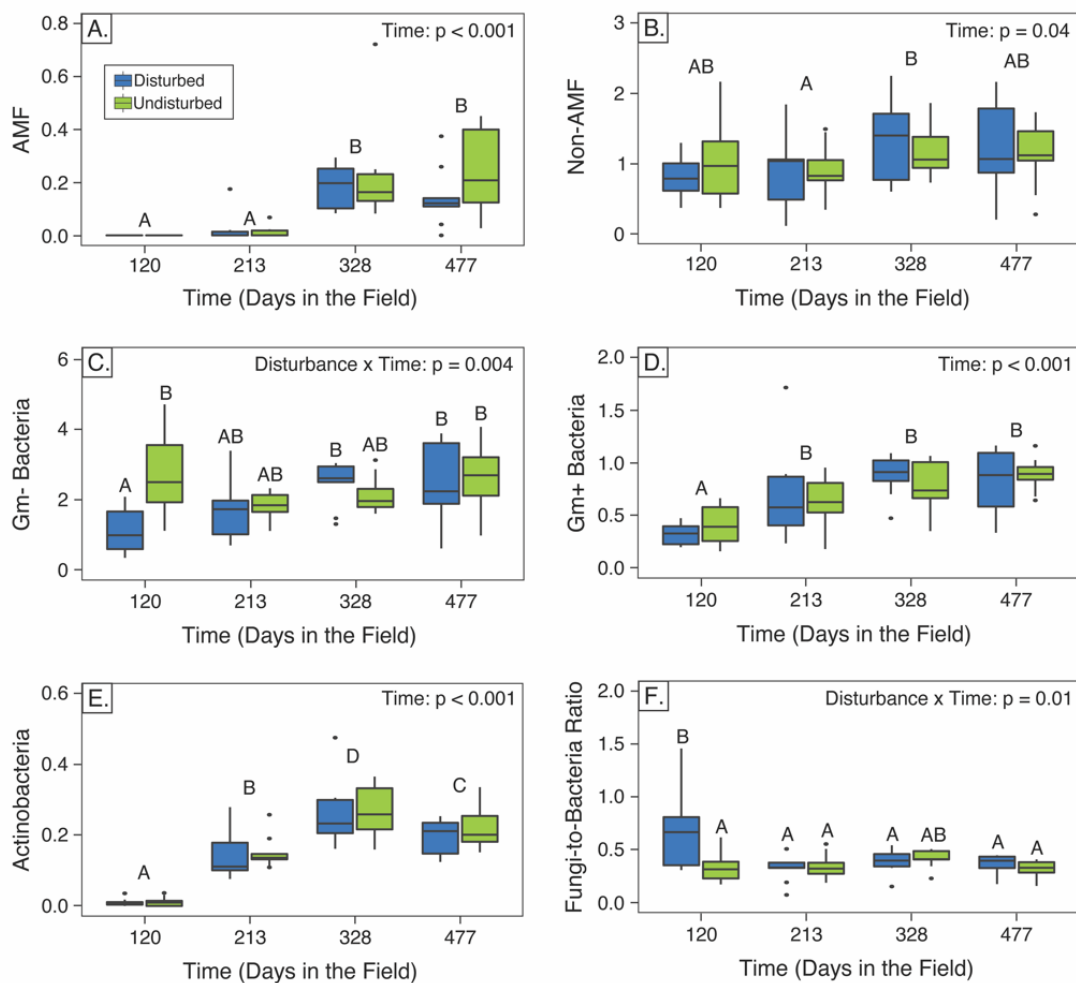 A.
Time: p < 0.001
Disturbed
Undisturbed
AMF
0.8
0.6
0.4
0.2
0.0
A
A
B
B
120 213 328 477
Time (Days in the Field)
B.
Time: p = 0.04
Non-AMF
3
2
1
0
AB
A
B
AB
120 213 328 477
Time (Days in the Field)
C.
Disturbance x Time: p = 0.004
Gm- Bacteria
6
4
2
0
A
B
AB
AB
B
AB
B
B
120 213 328 477
Time (Days in the Field)
D.
Time: p < 0.001
Gm+ Bacteria
2.0
1.5
1.0
0.5
0.0
A
B
B
B
120 213 328 477
Time (Days in the Field)
E.
Time: p < 0.001
Actinobacteria
0.6
0.4
0.2
0.0
A
B
D
C
120 213 328 477
Time (Days in the Field)
F.
Disturbance x Time: p = 0.01
Fungi-to-Bacteria Ratio
2.0
1.5
1.0
0.5
0.0
B
A
A
A
A
AB
A
A
120 213 328 477
Time (Days in the Field)